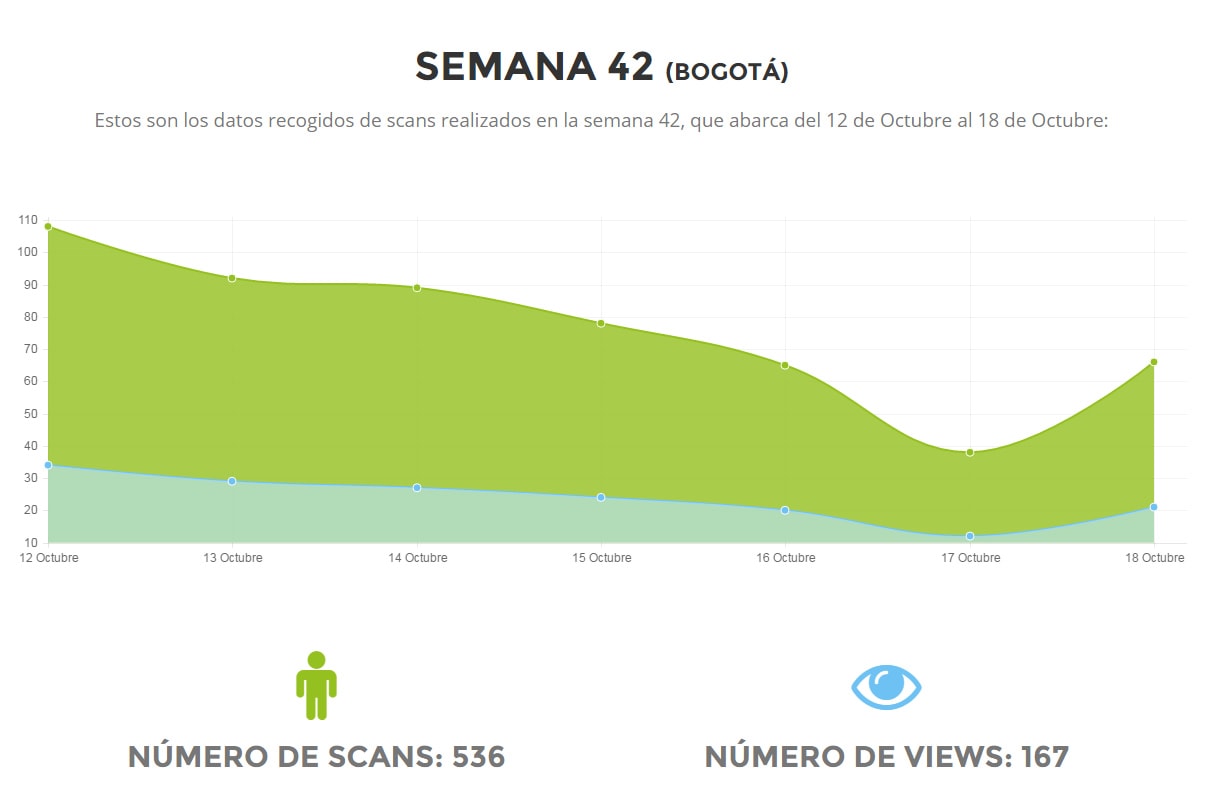 SEMANA 42 (BOGOTÁ)
Estos son los datos recogidos de scans realizados en la semana 42, que abarca del 12 de Octubre al 18 de Octubre:
110
100
90
80
70
60
50
40
30
20
10
12 Octubre 13 Octubre 14 Octubre 15 Octubre 16 Octubre 17 Octubre 18 Octubre
NÚMERO DE SCANS: 536 NÚMERO DE VIEWS: 167